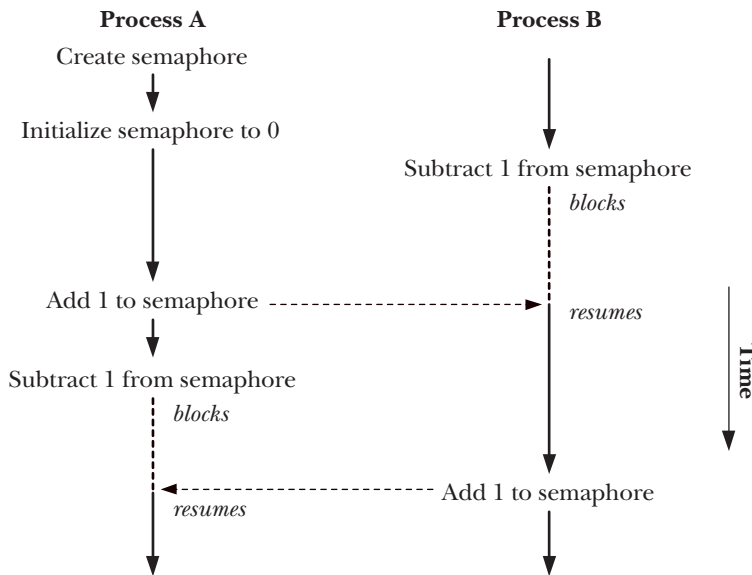 Process A
Create semaphore
Initialize semaphore to 0
Add 1 to semaphore
Subtract 1 from semaphore
blocks
resumes
Process B
Subtract 1 from semaphore
blocks
resumes
Add 1 to semaphore
Time